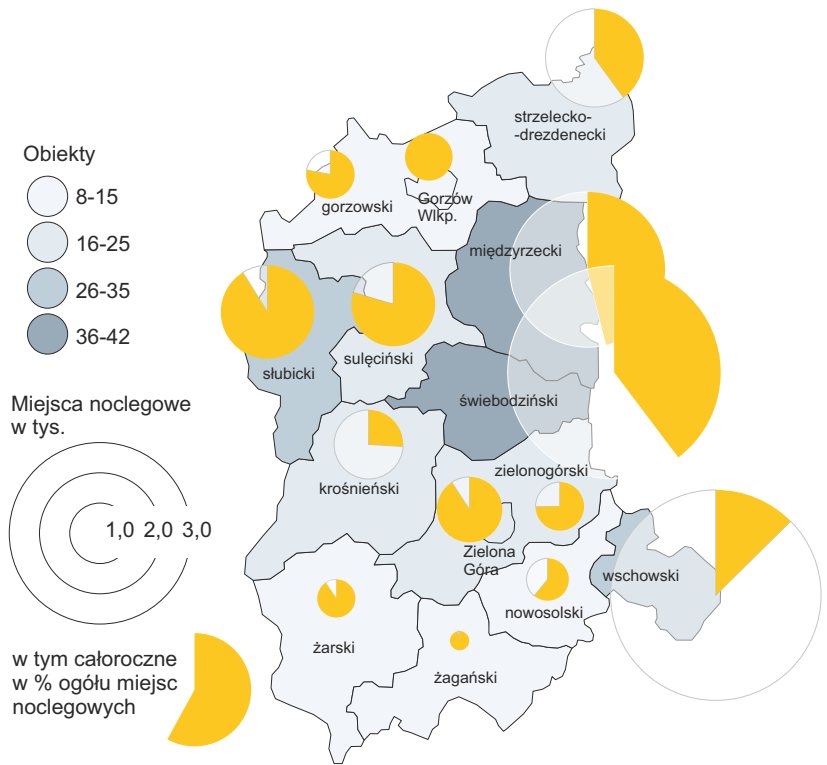 strzelecko-
-drezdenecki
Obiekty
8-15
16-25
26-35
36-42
gorzowski
Gorzów
Wlkp.
międzyrzecki
sulęciński
słubicki
świebodziński
Miejsca noclegowe
w tys.
1,0 2,0 3,0
krośnieński
zielonogórski
Zielona
Góra
wschowski
nowosolski
żarski
żagański
w tym całoroczne
w % ogółu miejsc
noclegowych